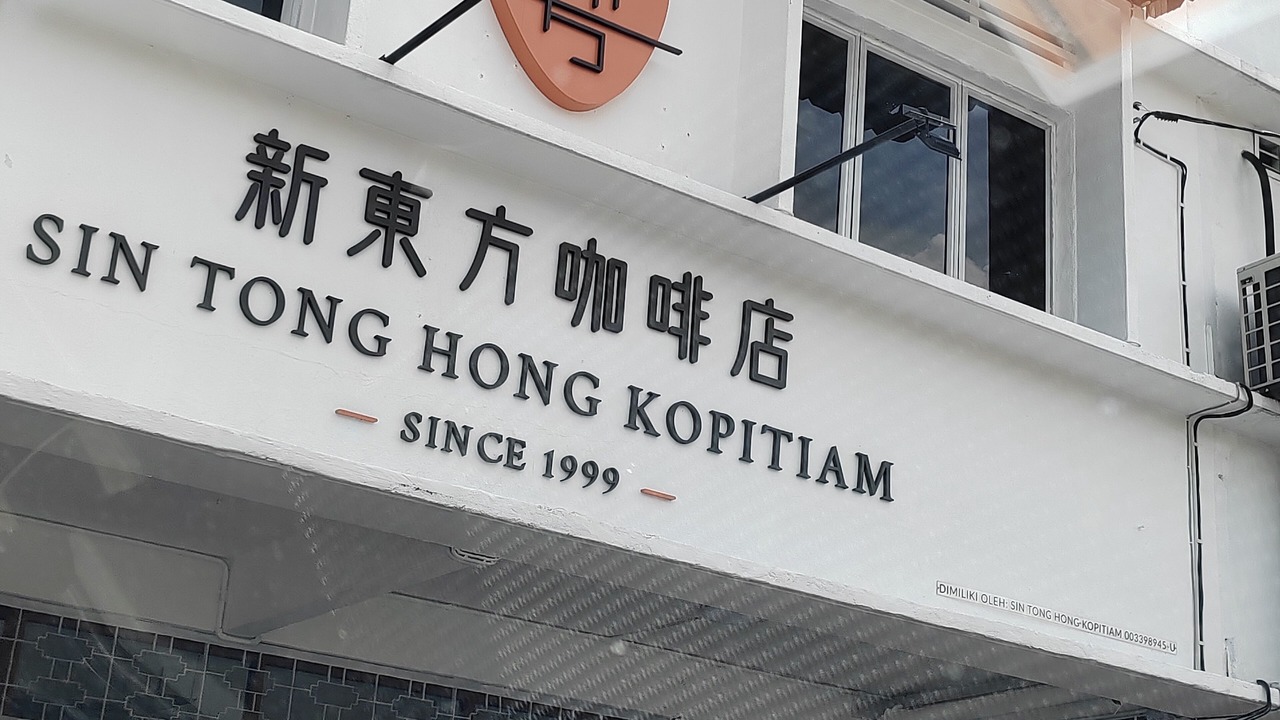 新東方咖啡店
SIN TONG HONG KOPITIAM
SINCE 1999
DIMILIKI OLEH: SIN TONG HONG KOPITIAM 003398945-U